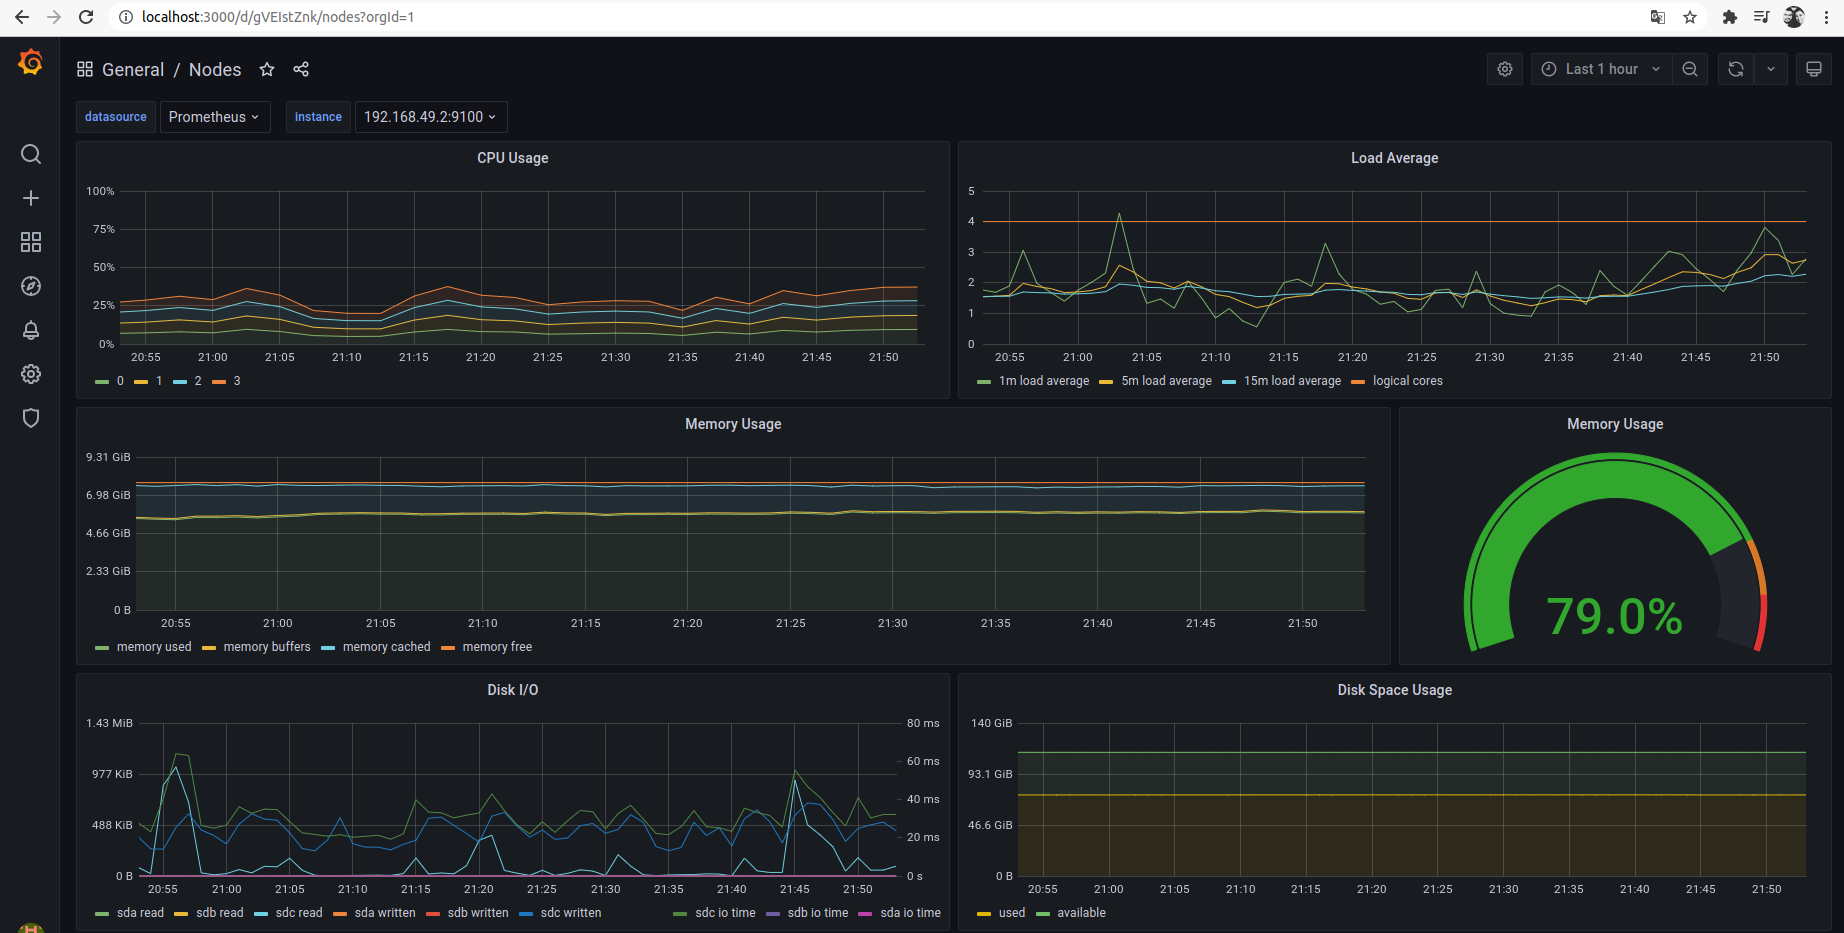 localhost:3000/d/gVEIstZnk/nodes?orgId=1
General / Nodes
Last 1 hour
datasource Prometheus instance 192.168.49.2:9100
CPU Usage
100%
75%
50%
25%
0%
20:55 21:00 21:05 21:10 21:15 21:20 21:25 21:30 21:35 21:40 21:45 21:50
0 1 2 3
Load Average
5
4
3
2
1
0
20:55 21:00 21:05 21:10 21:15 21:20 21:25 21:30 21:35 21:40 21:45 21:50
1m load average 5m load average 15m load average logical cores
Memory Usage
9.31 GiB
6.98 GiB
4.66 GiB
2.33 GiB
0 B
20:55 21:00 21:05 21:10 21:15 21:20 21:25 21:30 21:35 21:40 21:45 21:50
memory used memory buffers memory cached memory free
Memory Usage
79.0%
Disk I/O
1.43 MiB
977 KiB
488 KiB
0 B
80 ms
60 ms
40 ms
20 ms
0 s
20:55 21:00 21:05 21:10 21:15 21:20 21:25 21:30 21:35 21:40 21:45 21:50
sda read sdb read sdc read sda written sdb written sdc written sdc io time sdb io time sda io time
Disk Space Usage
140 GiB
93.1 GiB
46.6 GiB
0 B
20:55 21:00 21:05 21:10 21:15 21:20 21:25 21:30 21:35 21:40 21:45 21:50
used available